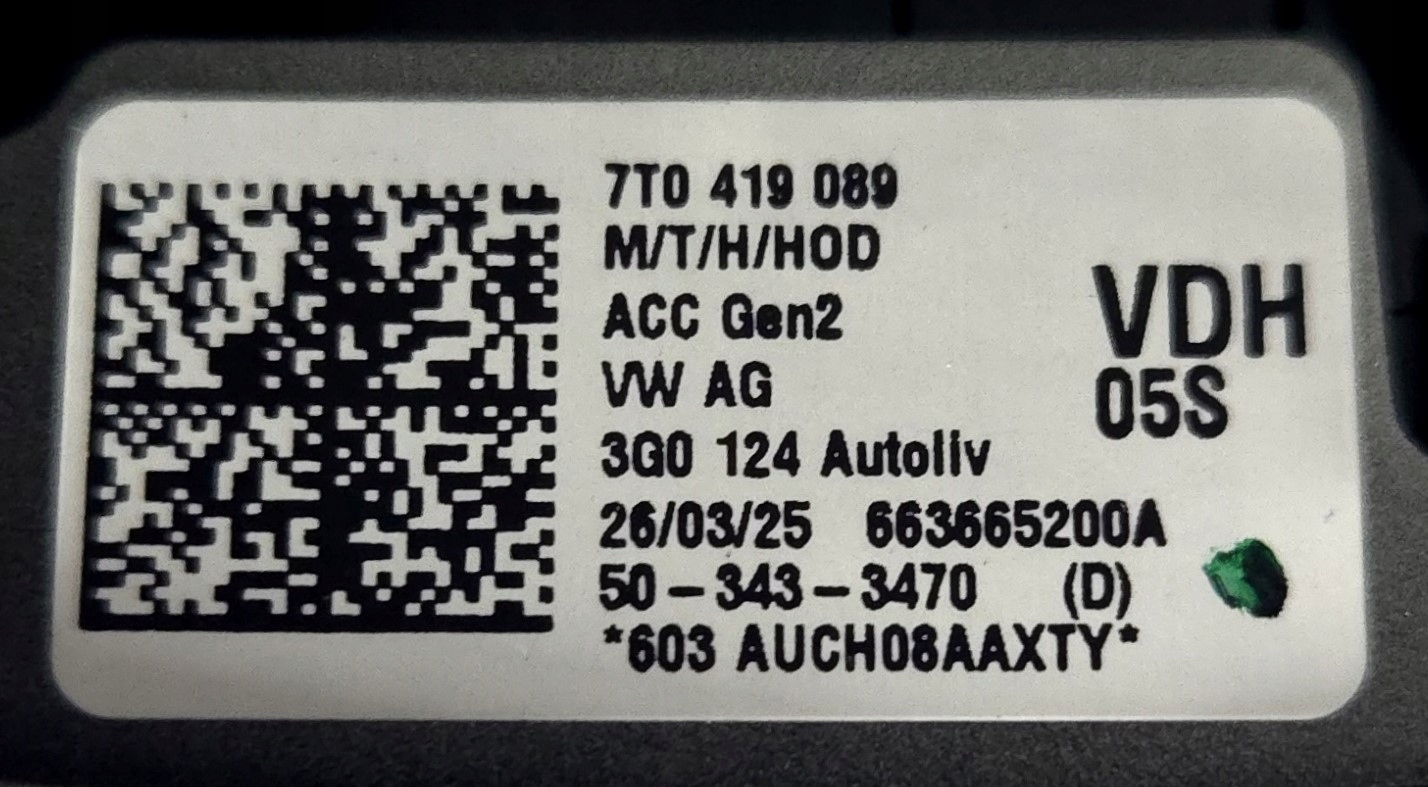 7T0 419 089
M/T/H/HOD
ACC Gen2
VW AG
3G0 124 Autoliv
26/03/25 663665200A
50-343-3470 (D)
*603 AUCH08AAXTY*
VDH
05S